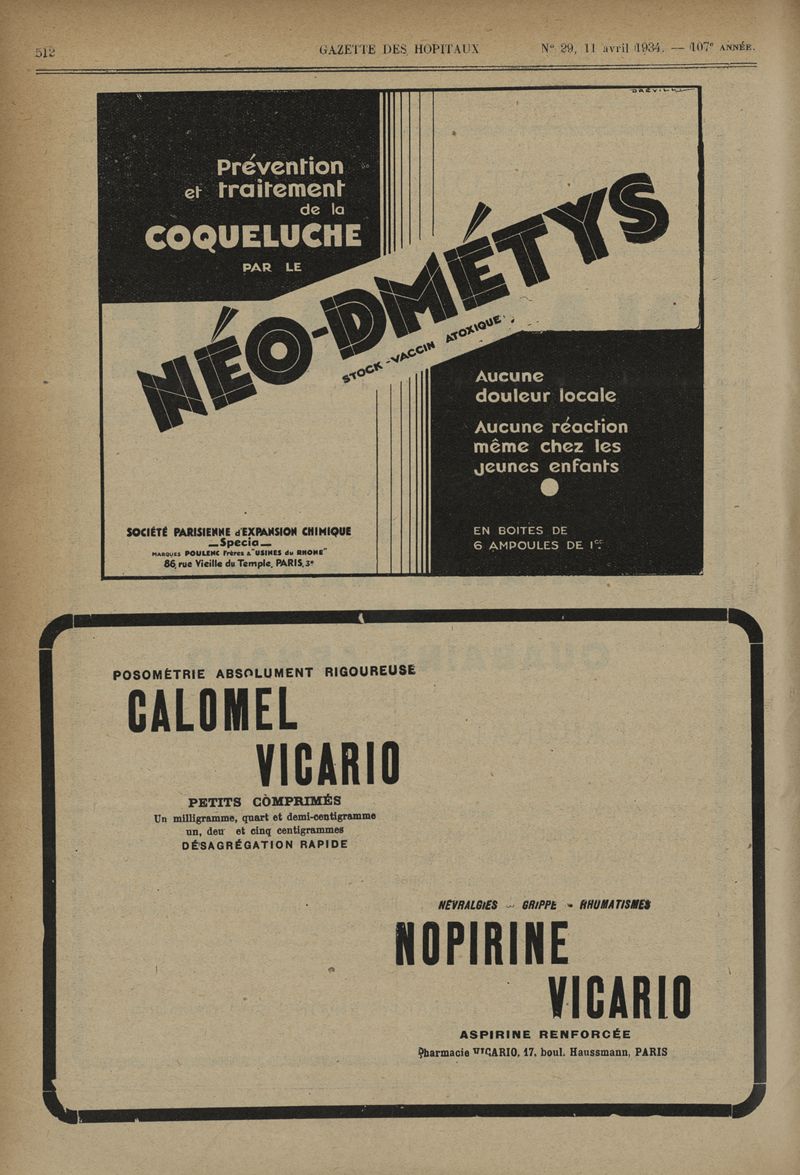 512
GAZETTE DES HOPITAUX
N° 29, 11 avril 1934. — 107e ANNÉE.
DRÉVILL
Prévention
et traitement
de la
COQUELUCHE
PAR LE
NÉO-DMÉTYS
STOCK-VACCIN ATOXIQUE
Aucune
douleur locale
Aucune réaction
même chez les
jeunes enfants
EN BOITES DE
6 AMPOULES DE 1cc
SOCIÉTÉ PARISIENNE d'EXPANSION CHIMIQUE
_Specia_
MARQUES POULENC Frères & "USINES du RHONE"
86, rue Vieille du Temple, PARIS, 3e
POSOMÉTRIE ABSOLUMENT RIGOUREUSE
CALOMEL
VICARIO
PETITS COMPRIMÉS
Un milligramme, quart et demi-centigramme
un, deu et cinq centigrammes
DÉSAGRÉGATION RAPIDE
NÉVRALGIES - GRIPPE - RHUMATISMES
NOPIRINE
VICARIO
ASPIRINE RENFORCÉE
Pharmacie VICARIO, 17, boul. Haussmann, PARIS